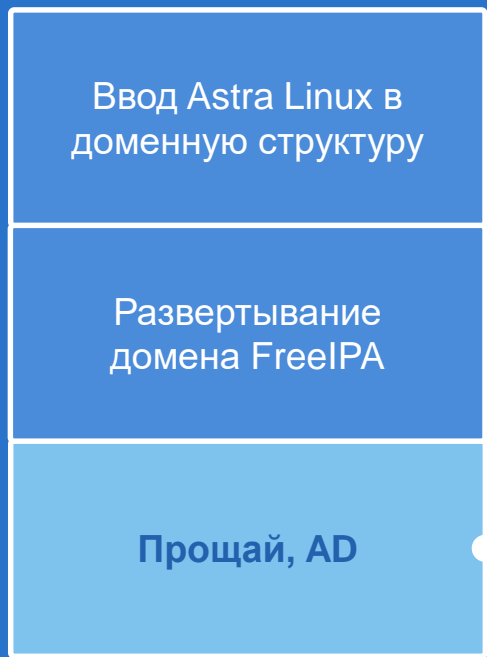 Ввод Astra Linux в
доменную структуру
Развертывание
домена FreeIPA
Прощай, AD